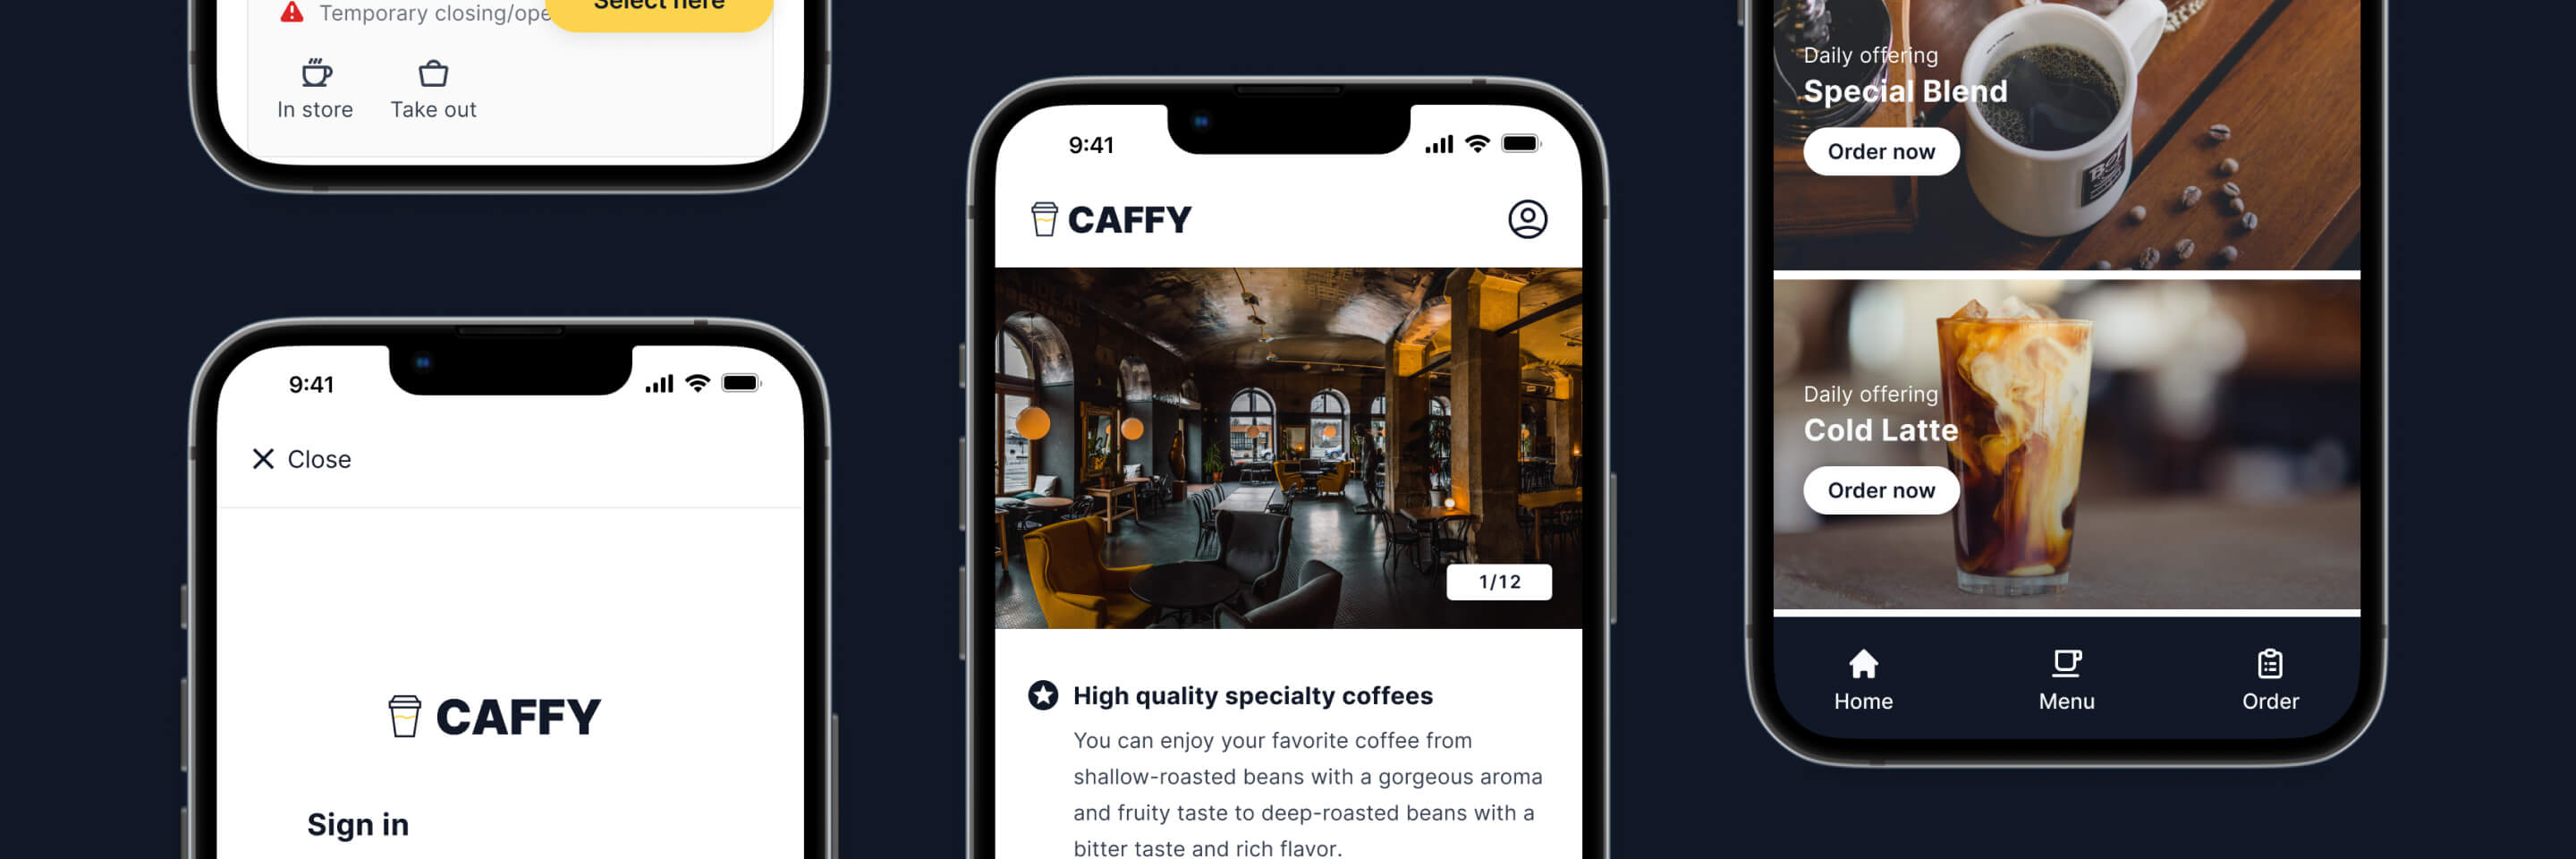 Temporary closing/ope
Select here
In store
Take out
9:41
Close
CAFFY
Sign in
9:41
CAFFY
1/12
High quality specialty coffees
You can enjoy your favorite coffee from
shallow-roasted beans with a gorgeous aroma
and fruity taste to deep-roasted beans with a
bitter taste and rich flavor.
Daily offering
Special Blend
Order now
Daily offering
Cold Latte
Order now
Home
Menu
Order